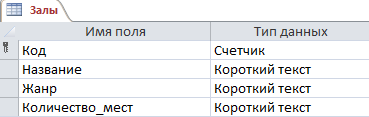 Залы
Имя поля Тип данных
Код Счетчик
Название Короткий текст
Жанр Короткий текст
Количество_мест Короткий текст